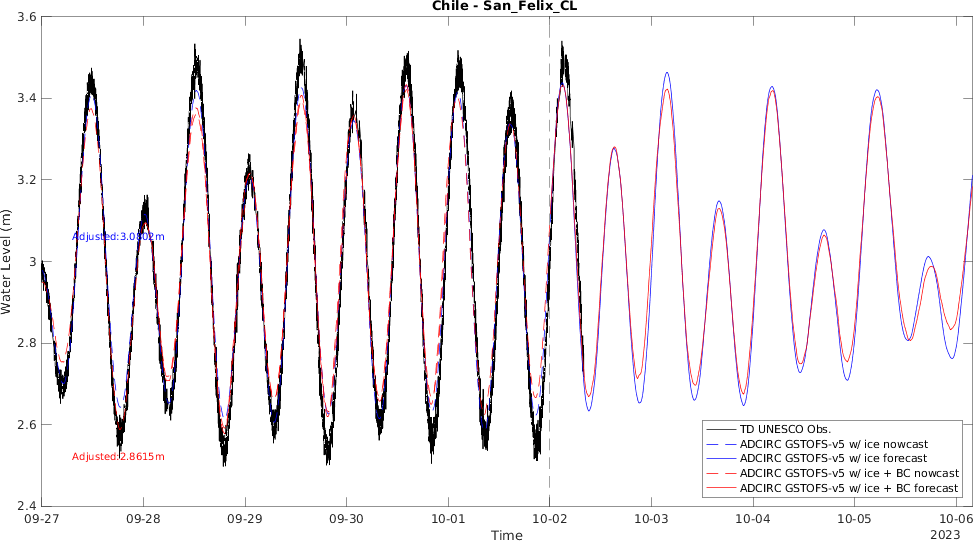 Chile - San_Felix_CL
3.6
3.4
3.2
3
2.8
2.6
2.4
Water Level (m)
Adjusted:3.0802m
Adjusted:2.8615m
TD UNESCO Obs.
ADCIRC GSTOFS-v5 w/ ice nowcast
ADCIRC GSTOFS-v5 w/ ice forecast
ADCIRC GSTOFS-v5 w/ ice + BC nowcast
ADCIRC GSTOFS-v5 w/ ice + BC forecast
09-27 09-28 09-29 09-30 10-01 10-02 10-03 10-04 10-05 10-06
Time
2023